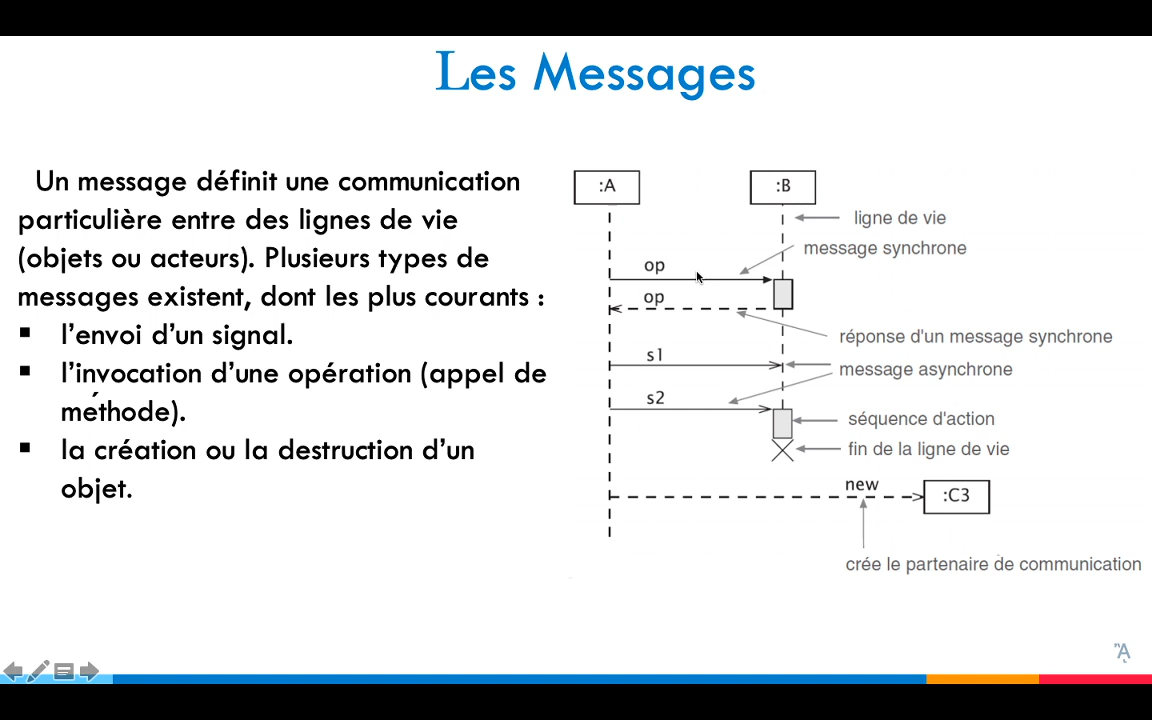 Les Messages
Un message définit une communication
particulière entre des lignes de vie
(objets ou acteurs). Plusieurs types de
messages existent, dont les plus courants :
▪ l’envoi d’un signal.
▪ l’invocation d’une opération (appel de
méthode).
▪ la création ou la destruction d’un
objet.
:A
:B
ligne de vie
message synchrone
op
op
réponse d'un message synchrone
s1
message asynchrone
s2
séquence d'action
fin de la ligne de vie
new
:C3
crée le partenaire de communication